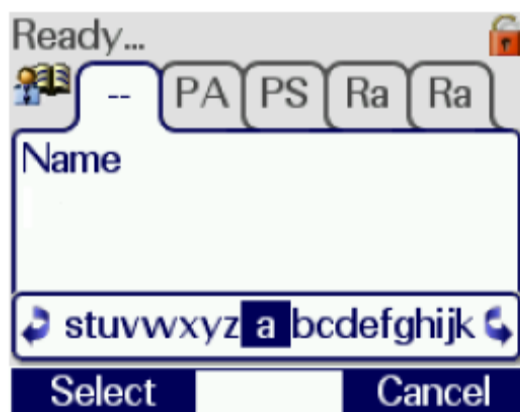 Ready...
-- PA PS Ra Ra
Name
stuvwxyz a bcdefghijk
Select Cancel